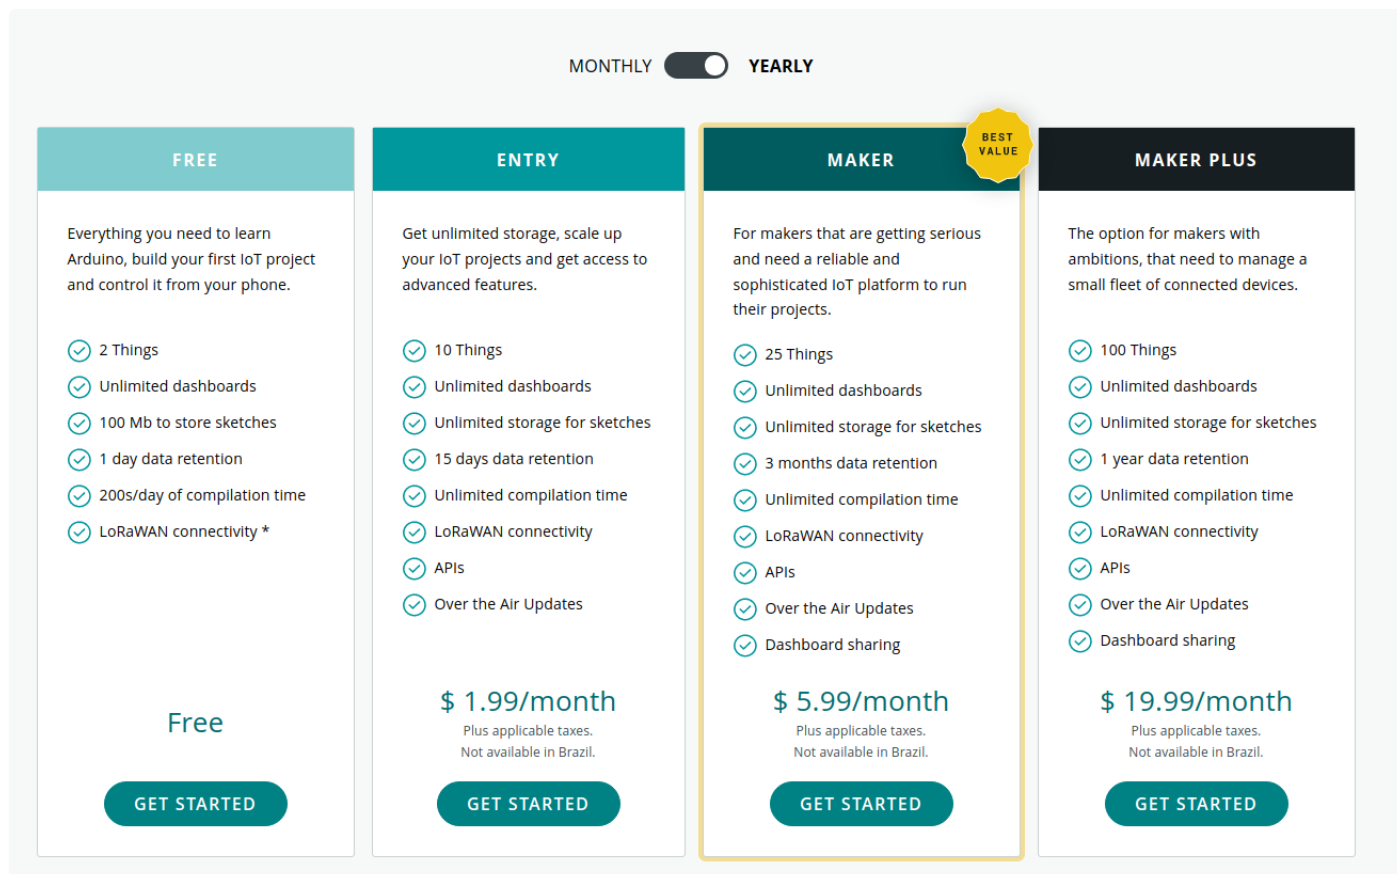 MONTHLY YEARLY
FREE
Everything you need to learn
Arduino, build your first IoT project
and control it from your phone.
2 Things
Unlimited dashboards
100 Mb to store sketches
1 day data retention
200s/day of compilation time
LoRaWAN connectivity *
Free
GET STARTED
ENTRY
Get unlimited storage, scale up
your IoT projects and get access to
advanced features.
10 Things
Unlimited dashboards
Unlimited storage for sketches
15 days data retention
Unlimited compilation time
LoRaWAN connectivity
APIs
Over the Air Updates
$ 1.99/month
Plus applicable taxes.
Not available in Brazil.
GET STARTED
MAKER
BEST
VALUE
For makers that are getting serious
and need a reliable and
sophisticated IoT platform to run
their projects.
25 Things
Unlimited dashboards
Unlimited storage for sketches
3 months data retention
Unlimited compilation time
LoRaWAN connectivity
APIs
Over the Air Updates
Dashboard sharing
$ 5.99/month
Plus applicable taxes.
Not available in Brazil.
GET STARTED
MAKER PLUS
The option for makers with
ambitions, that need to manage a
small fleet of connected devices.
100 Things
Unlimited dashboards
Unlimited storage for sketches
1 year data retention
Unlimited compilation time
LoRaWAN connectivity
APIs
Over the Air Updates
Dashboard sharing
$ 19.99/month
Plus applicable taxes.
Not available in Brazil.
GET STARTED